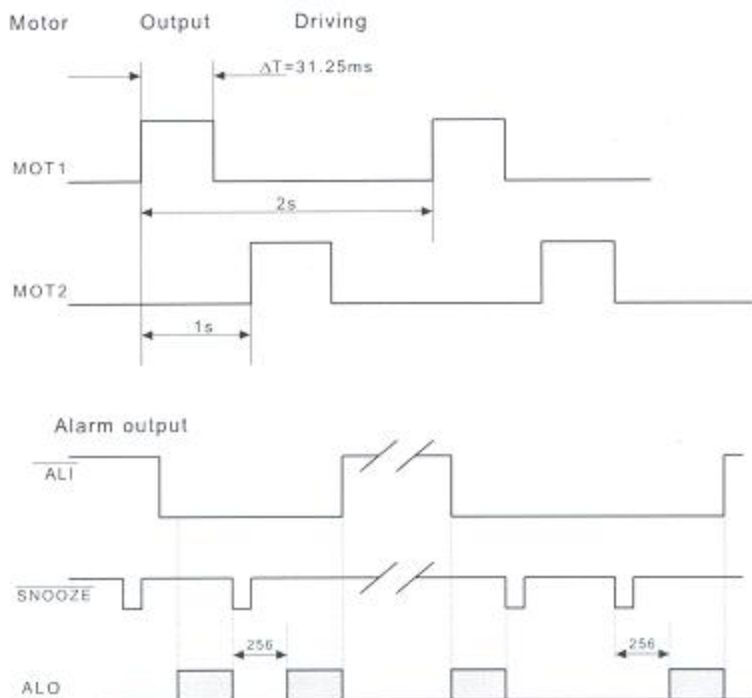 Motor Output Driving
ΔT=31.25ms
MOT1
2s
MOT2
1s
Alarm output
ALI
SNOOZE
256
256
ALO